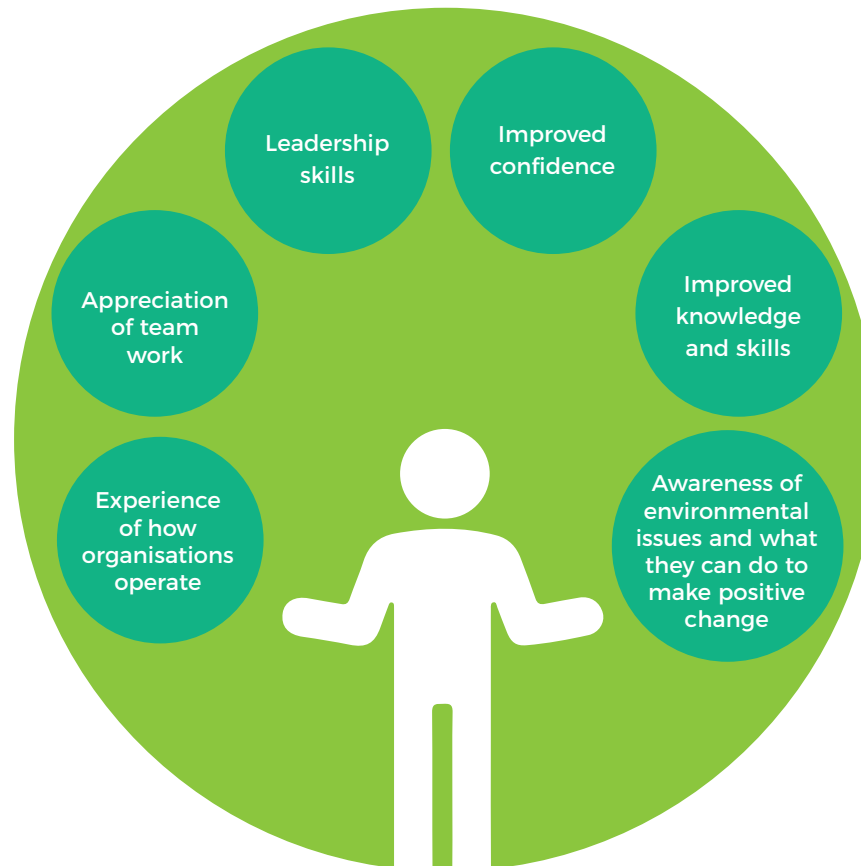 Leadership
skills
Improved
confidence
Appreciation
of team
work
Improved
knowledge
and skills
Experience
of how
organisations
operate
Awareness of
environmental
issues and what
they can do to
make positive
change